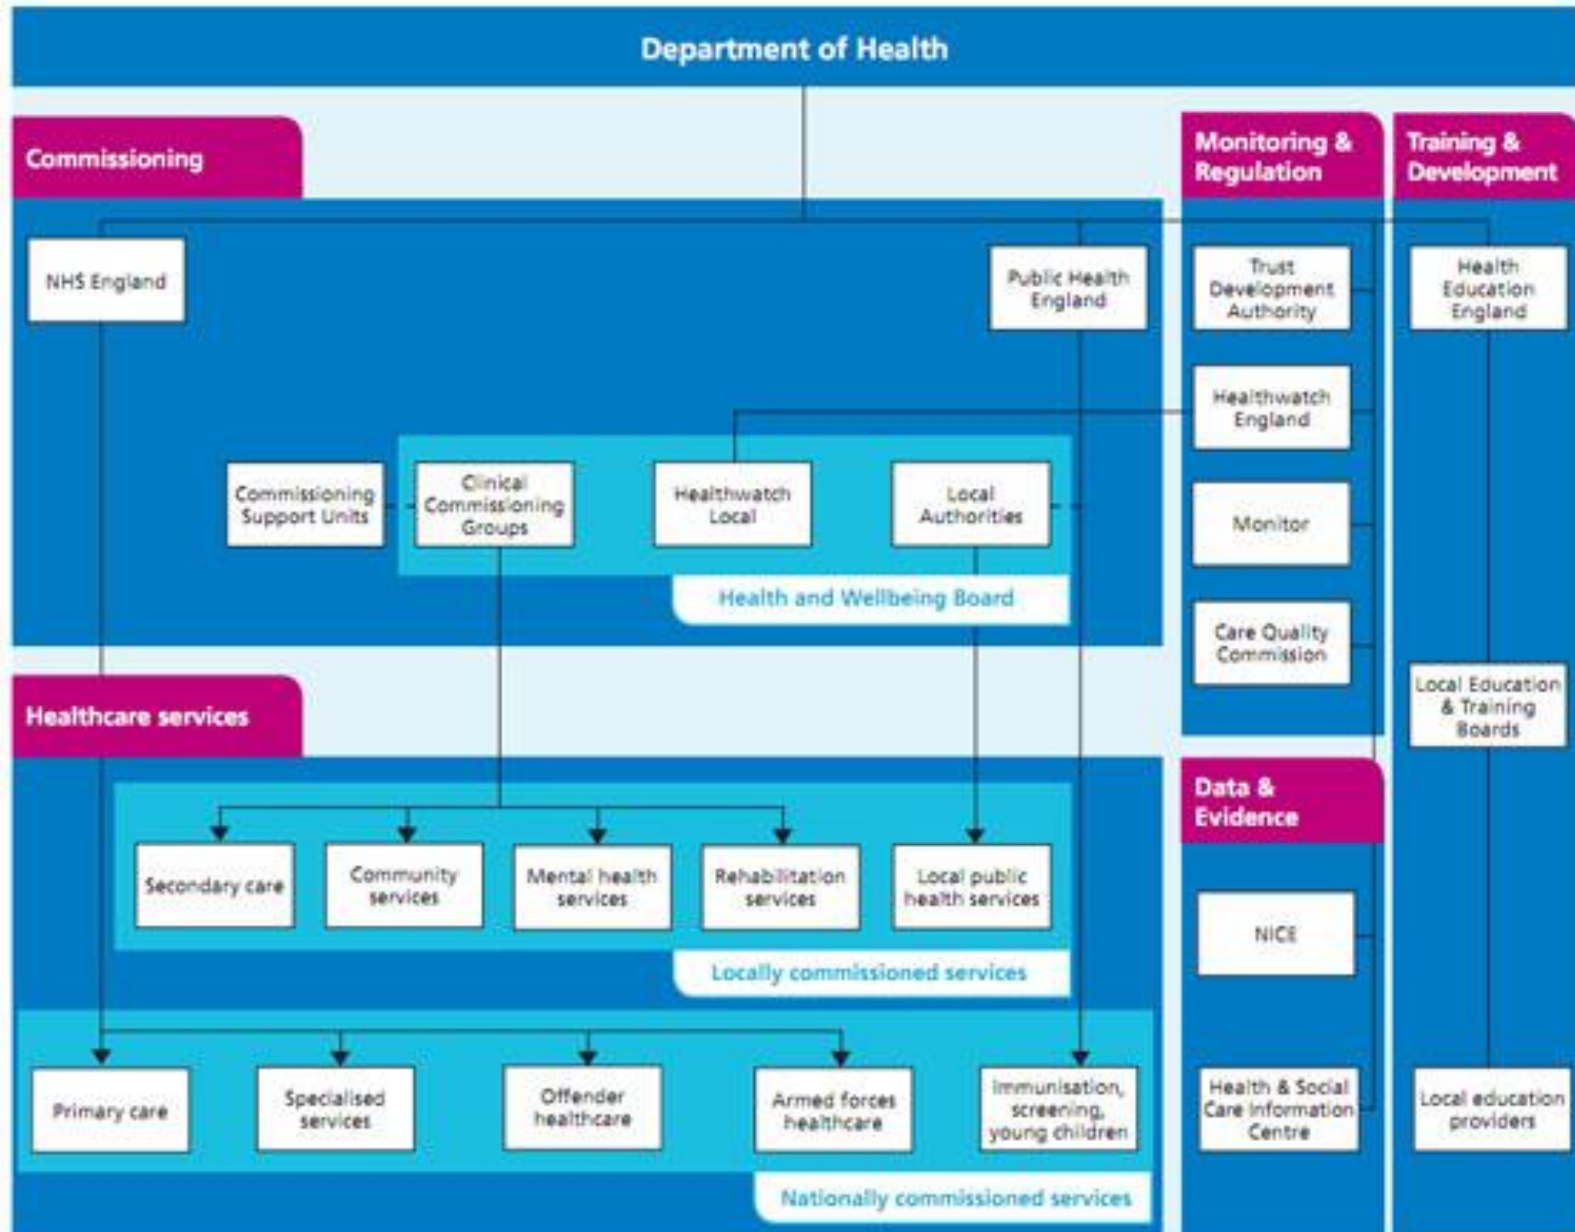 Department of Health
Commissioning
Monitoring &
Regulation
Training &
Development
NHS England
Public Health
England
Trust
Development
Authority
Health
Education
England
Healthwatch
England
Commissioning
Support Units
Clinical
Commissioning
Groups
Healthwatch
Local
Local
Authorities
Monitor
Health and Wellbeing Board
Care Quality
Commission
Local Education
& Training
Boards
Healthcare services
Data &
Evidence
Secondary care
Community
services
Mental health
services
Rehabilitation
services
Local public
health services
NICE
Locally commissioned services
Primary care
Specialised
services
Offender
healthcare
Armed forces
healthcare
Immunisation,
screening,
young children
Health & Social
Care Information
Centre
Local education
providers
Nationally commissioned services